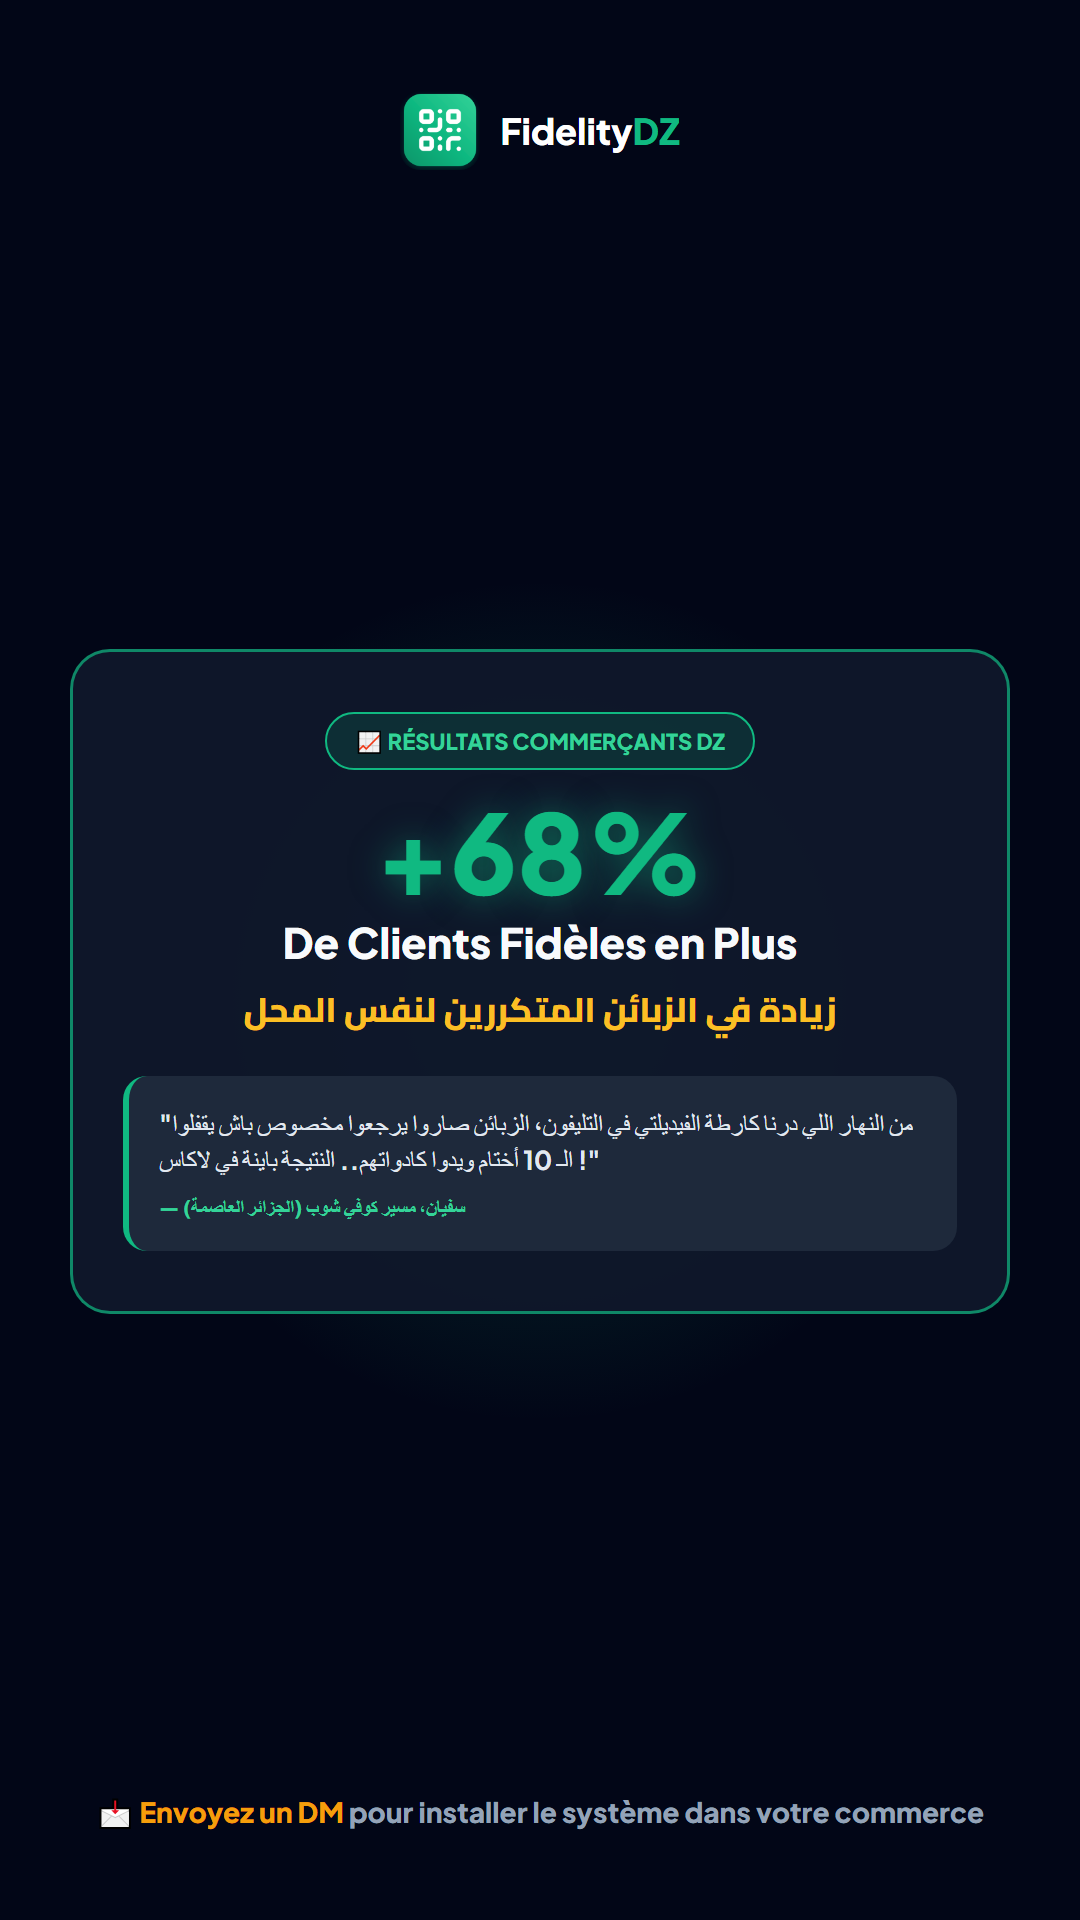 FidelityDZ
📈 RÉSULTATS COMMERÇANTS DZ
+68%
De Clients Fidèles en Plus
زيادة في الزبائن المتكررين لنفس المحل
"من النهار اللي درنا كارطة الفيديلتي في التليفون، الزبائن صاروا يرجعوا مخصوص باش يقفلوا
الـ 10 أختام ويدوا كادواتهم.. النتيجة باينة في لاكاس !"
— سفيان، مسير كوفي شوب (الجزائر العاصمة)
📩 Envoyez un DM pour installer le système dans votre commerce